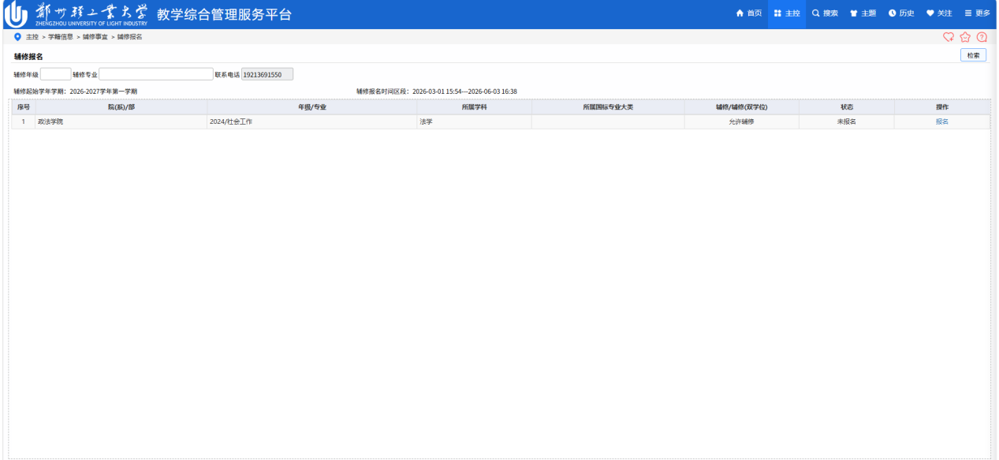 郑州轻工业大学 教学综合管理服务平台 首页 主控 搜索 主题 历史 关注 更多
ZHENGZHOU UNIVERSITY OF LIGHT INDUSTRY
主控 > 学籍信息 > 辅修事宜 > 辅修报名
辅修报名 检索
辅修年级 辅修专业 联系电话 19213691550
辅修起始学年学期：2026-2027学年第一学期 辅修报名时间区段：2026-03-01 15:54---2026-06-03 16:38
序号 院(系)/部 年级/专业 所属学科 所属国标专业大类 辅修/辅修(双学位) 状态 操作
1 政法学院 2024/社会工作 法学 允许辅修 未报名 报名